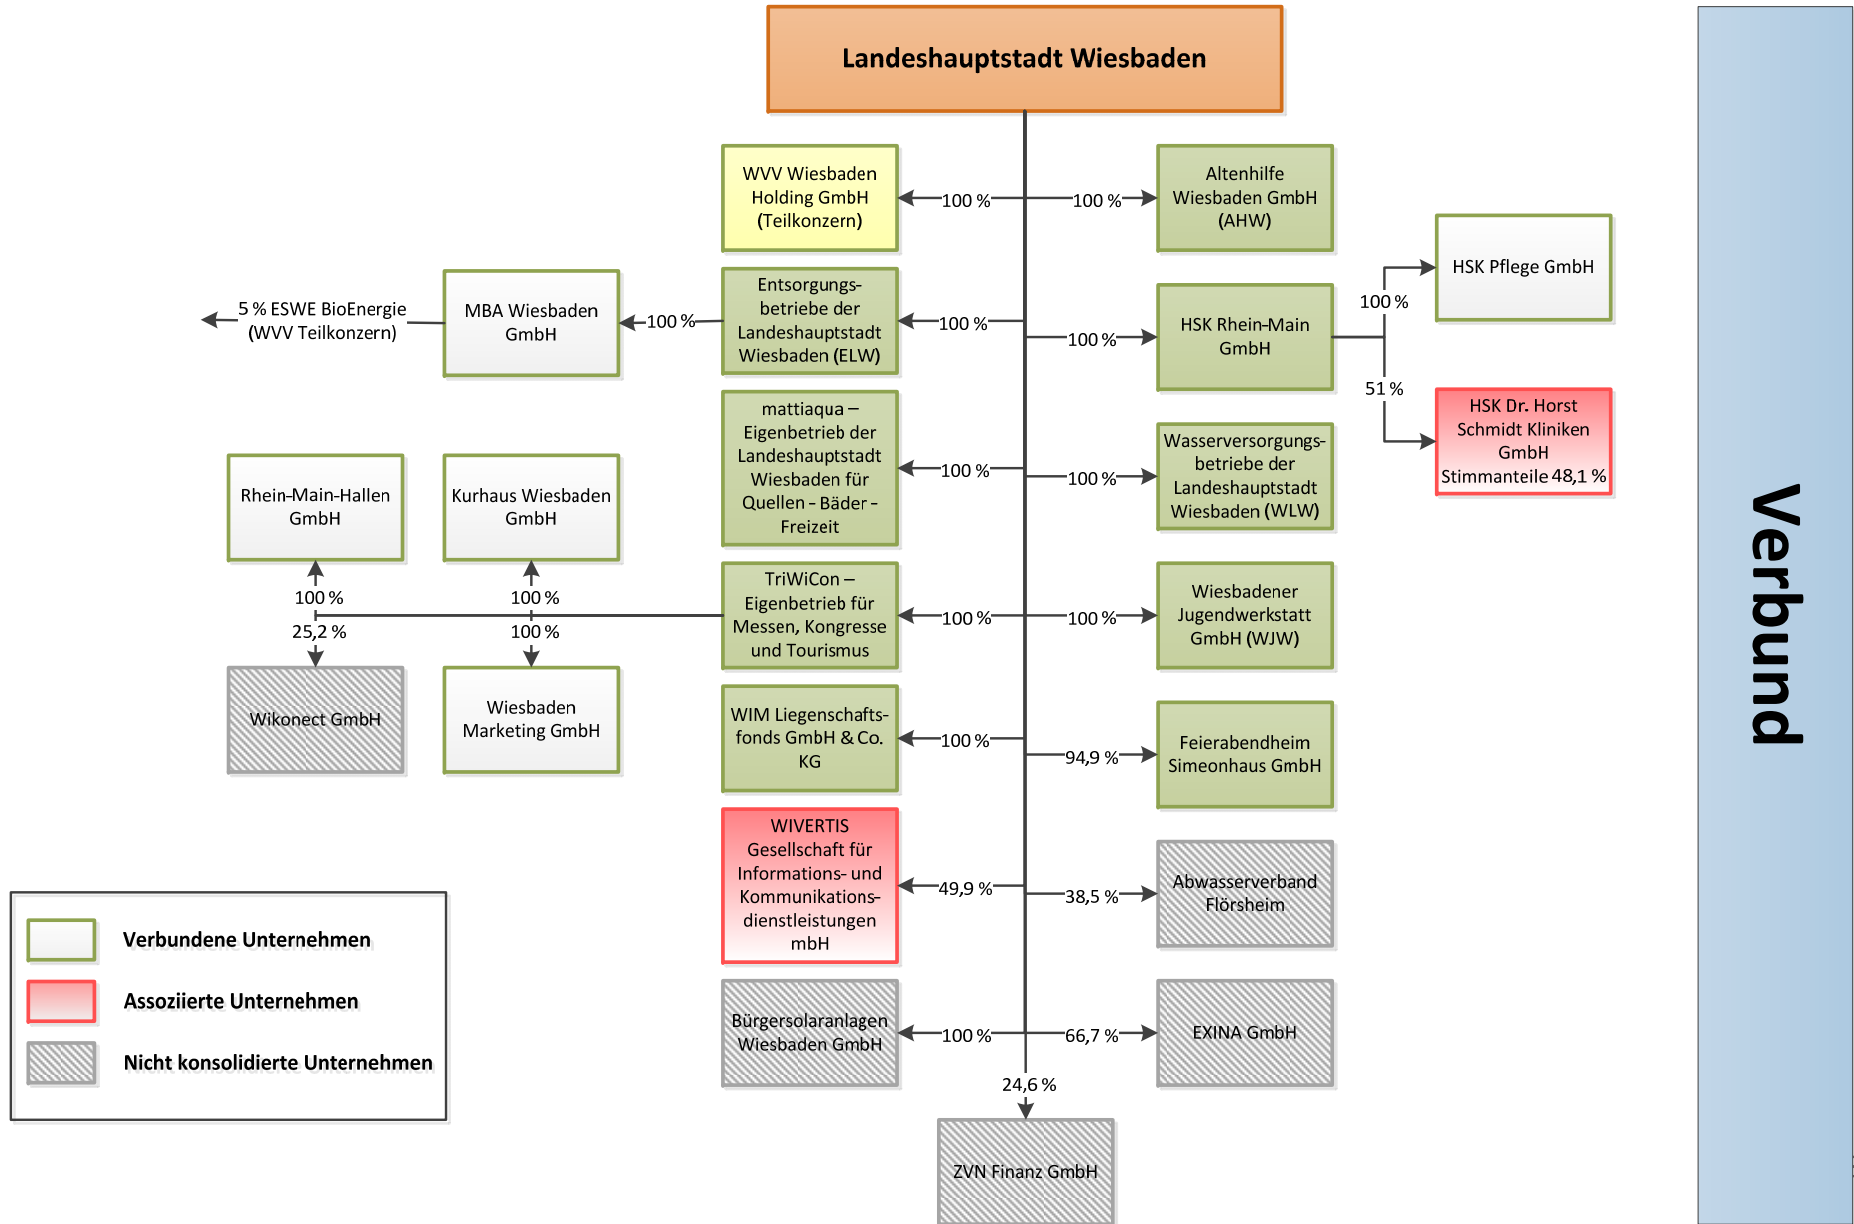 Landeshauptstadt Wiesbaden
WVV Wiesbaden
Holding GmbH
(Teilkonzern)
100 %
100 %
Altenhilfe
Wiesbaden GmbH
(AHW)
HSK Pflege GmbH
5 % ESWE BioEnergie
(WVV Teilkonzern)
MBA Wiesbaden
GmbH
100 %
Entsorgungs-
betriebe der
Landeshauptstadt
Wiesbaden (ELW)
100 %
100 %
HSK Rhein-Main
GmbH
100 %
51 %
HSK Dr. Horst
Schmidt Kliniken
GmbH
Stimmanteile 48,1 %
mattiaqua –
Eigenbetrieb der
Landeshauptstadt
Wiesbaden für
Quellen - Bäder -
Freizeit
100 %
100 %
Wasserversorgungs-
betriebe der
Landeshauptstadt
Wiesbaden (WLW)
Rhein-Main-Hallen
GmbH
Kurhaus Wiesbaden
GmbH
100 %
100 %
25,2 %
100 %
TriWiCon –
Eigenbetrieb für
Messen, Kongresse
und Tourismus
100 %
100 %
Wiesbadener
Jugendwerkstatt
GmbH (WJW)
Wikonect GmbH
Wiesbaden
Marketing GmbH
WIM Liegenschafts-
fonds GmbH & Co.
KG
100 %
94,9 %
Feierabendheim
Simeonhaus GmbH
WIVERTIS
Gesellschaft für
Informations- und
Kommunikations-
dienstleistungen
mbH
49,9 %
38,5 %
Abwasserverband
Flörsheim
Bürgersolaranlagen
Wiesbaden GmbH
100 %
66,7 %
EXINA GmbH
24,6 %
ZVN Finanz GmbH
Verbundene Unternehmen
Assoziierte Unternehmen
Nicht konsolidierte Unternehmen
Verbund